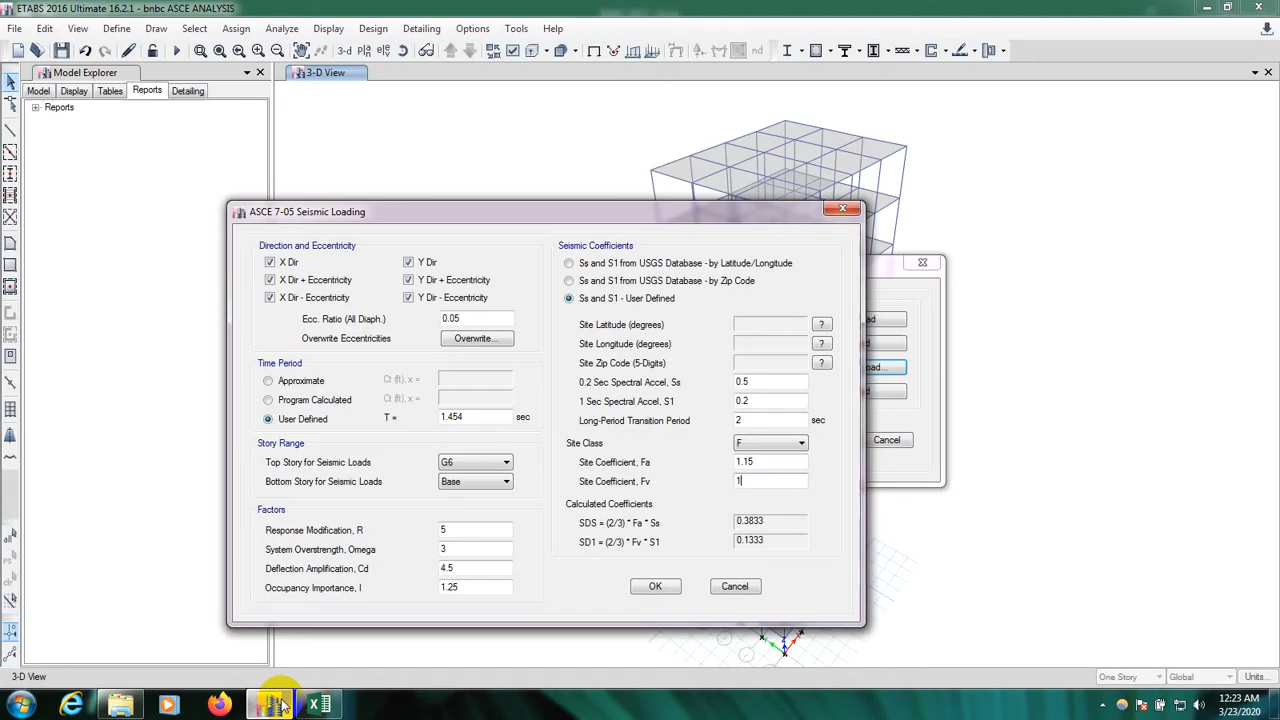 ETABS 2016 Ultimate 16.2.1 - bnbc ASCE ANALYSIS
File Edit View Define Draw Select Assign Analyze Display Design Detailing Options Tools Help
3-d nd
Model Explorer 3-D View
Model Display Tables Reports Detailing
Reports
ASCE 7-05 Seismic Loading
Direction and Eccentricity
X Dir Y Dir
X Dir + Eccentricity Y Dir + Eccentricity
X Dir - Eccentricity Y Dir - Eccentricity
Ecc. Ratio (All Diaph.) 0.05
Overwrite Eccentricities Overwrite...
Time Period
Approximate Ct (ft), x =
Program Calculated Ct (ft), x =
User Defined T = 1.454 sec
Story Range
Top Story for Seismic Loads G6
Bottom Story for Seismic Loads Base
Factors
Response Modification, R 5
System Overstrength, Omega 3
Deflection Amplification, Cd 4.5
Occupancy Importance, I 1.25
Seismic Coefficients
Ss and S1 from USGS Database - by Latitude/Longitude
Ss and S1 from USGS Database - by Zip Code
Ss and S1 - User Defined
Site Latitude (degrees) ?
Site Longitude (degrees) ?
Site Zip Code (5-Digits) ?
0.2 Sec Spectral Accel, Ss 0.5
1 Sec Spectral Accel, S1 0.2
Long-Period Transition Period 2 sec
Site Class F
Site Coefficient, Fa 1.15
Site Coefficient, Fv 1
Calculated Coefficients
SDS = (2/3) * Fa * Ss 0.3833
SD1 = (2/3) * Fv * S1 0.1333
OK Cancel
ad
d
oad...
d
Cancel
3-D View One Story Global Units...
12:23 AM
3/23/2020